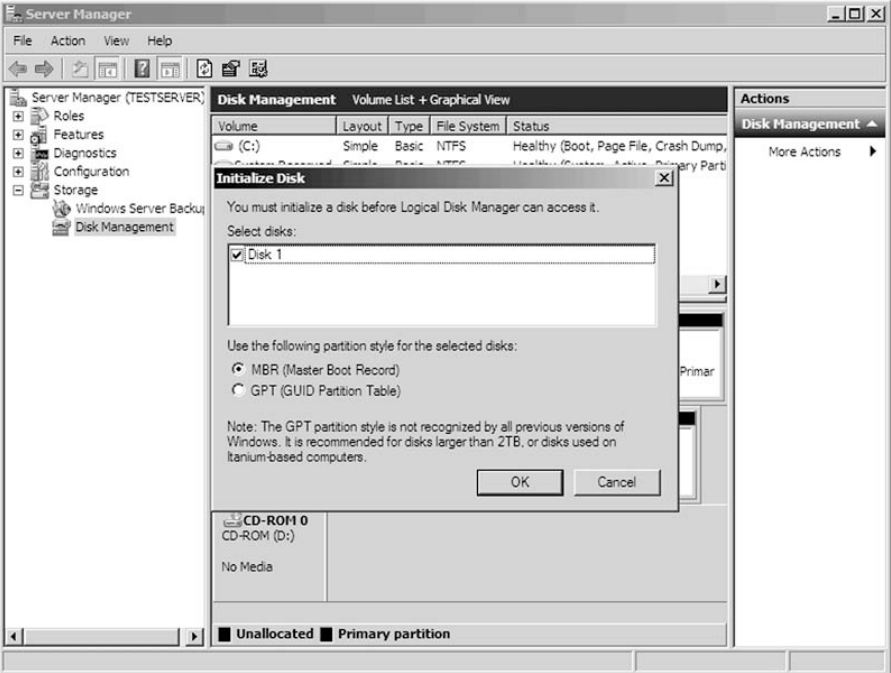 Server Manager
File Action View Help
Server Manager (TESTSERVER)
Roles
Features
Diagnostics
Configuration
Storage
Windows Server Backup
Disk Management
Disk Management Volume List + Graphical View
Volume Layout Type File System Status
(C:) Simple Basic NTFS Healthy (Boot, Page File, Crash Dump,
System Reserved Simple Basic NTFS Healthy (System, Active, Primary Parti
Initialize Disk
You must initialize a disk before Logical Disk Manager can access it.
Select disks:
Disk 1
Use the following partition style for the selected disks:
MBR (Master Boot Record)
GPT (GUID Partition Table)
Note: The GPT partition style is not recognized by all previous versions of
Windows. It is recommended for disks larger than 2TB, or disks used on
Itanium-based computers.
OK Cancel
Primar
CD-ROM 0
CD-ROM (D:)
No Media
Unallocated Primary partition
Actions
Disk Management
More Actions